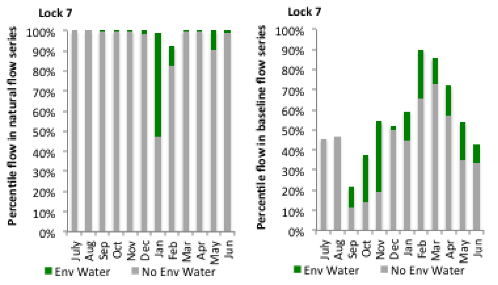 Lock 7
Percentile flow in natural flow series
100%
90%
80%
70%
60%
50%
40%
30%
20%
10%
0%
July
Aug
Sep
Oct
Nov
Dec
Jan
Feb
Mar
Apr
May
Jun
Env Water
No Env Water
Lock 7
Percentile flow in baseline flow series
100%
90%
80%
70%
60%
50%
40%
30%
20%
10%
0%
July
Aug
Sep
Oct
Nov
Dec
Jan
Feb
Mar
Apr
May
Jun
Env Water
No Env Water